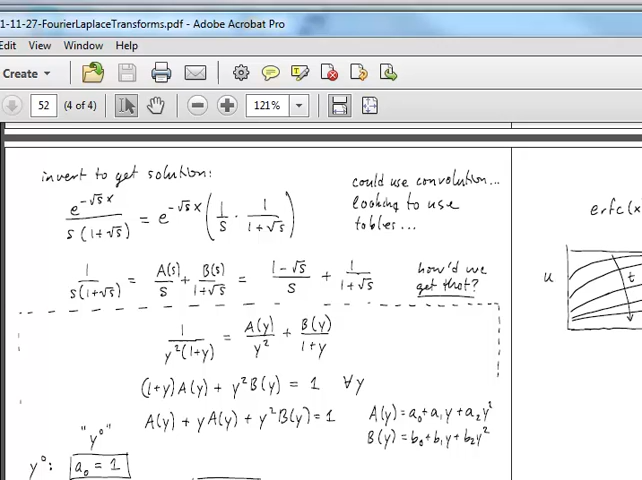 1-11-27-FourierLaplaceTransforms.pdf - Adobe Acrobat Pro
Edit View Window Help
Create
52 (4 of 4) 121%
invert to get solution:
e^{-√s x} / s(1+√s) = e^{-√s x} (1/s · 1/(1+√s))
could use convolution...
looking to use
tables...
1/s(1+√s) = A(s)/s + B(s)/(1+√s) = (1-√s)/s + 1/(1+√s)
how'd we
get that?
1/y²(1+y) = A(y)/y² + B(y)/(1+y)
(1+y)A(y) + y²B(y) = 1 ∀y
A(y) + yA(y) + y²B(y) = 1
A(y) = a₀+a₁y+a₂y²
B(y) = b₀+b₁y+b₂y²
"y⁰"
y⁰: a₀ = 1
erfc(x
u
t